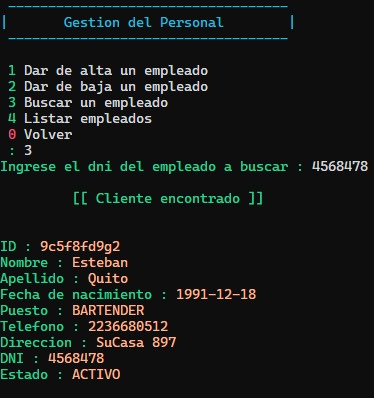 Gestion del Personal
1 Dar de alta un empleado
2 Dar de baja un empleado
3 Buscar un empleado
4 Listar empleados
0 Volver
: 3
Ingrese el dni del empleado a buscar : 4568478
[[ Cliente encontrado ]]
ID : 9c5f8fd9g2
Nombre : Esteban
Apellido : Quito
Fecha de nacimiento : 1991-12-18
Puesto : BARTENDER
Telefono : 2236680512
Direccion : SuCasa 897
DNI : 4568478
Estado : ACTIVO